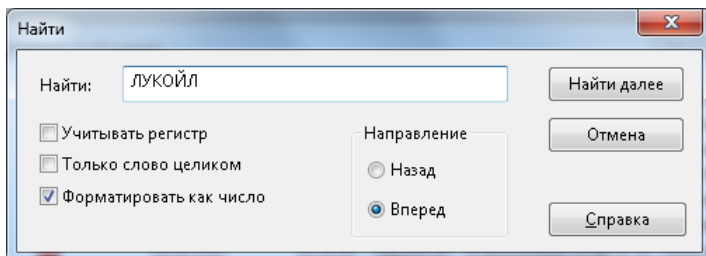 Найти
Найти: ЛУКОЙЛ Найти далее
Учитывать регистр Направление Отмена
Только слово целиком Назад
Форматировать как число Вперед
Справка